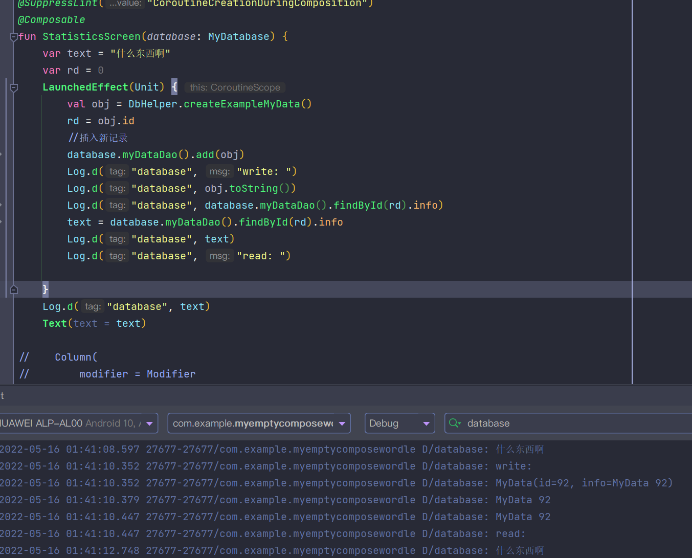 @SuppressLint( ...value: "CoroutineCreationDuringComposition")
@Composable
fun StatisticsScreen(database: MyDatabase) {
var text = "什么东西啊"
var rd = 0
LaunchedEffect(Unit) { this: CoroutineScope
val obj = DbHelper.createExampleMyData()
rd = obj.id
//插入新记录
database.myDataDao().add(obj)
Log.d( tag: "database", msg: "write: ")
Log.d( tag: "database", obj.toString())
Log.d( tag: "database", database.myDataDao().findById(rd).info)
text = database.myDataDao().findById(rd).info
Log.d( tag: "database", text)
Log.d( tag: "database", msg: "read: ")
}
Log.d( tag: "database", text)
Text(text = text)
// Column(
// modifier = Modifier
t
HUAWEI ALP-AL00 Android 10, com.example.myemptycomposew Debug database
2022-05-16 01:41:08.597 27677-27677/com.example.myemptycomposewordle D/database: 什么东西啊
2022-05-16 01:41:10.352 27677-27677/com.example.myemptycomposewordle D/database: write:
2022-05-16 01:41:10.352 27677-27677/com.example.myemptycomposewordle D/database: MyData(id=92, info=MyData 92)
2022-05-16 01:41:10.379 27677-27677/com.example.myemptycomposewordle D/database: MyData 92
2022-05-16 01:41:10.447 27677-27677/com.example.myemptycomposewordle D/database: MyData 92
2022-05-16 01:41:10.447 27677-27677/com.example.myemptycomposewordle D/database: read:
2022-05-16 01:41:12.748 27677-27677/com.example.myemptycomposewordle D/database: 什么东西啊